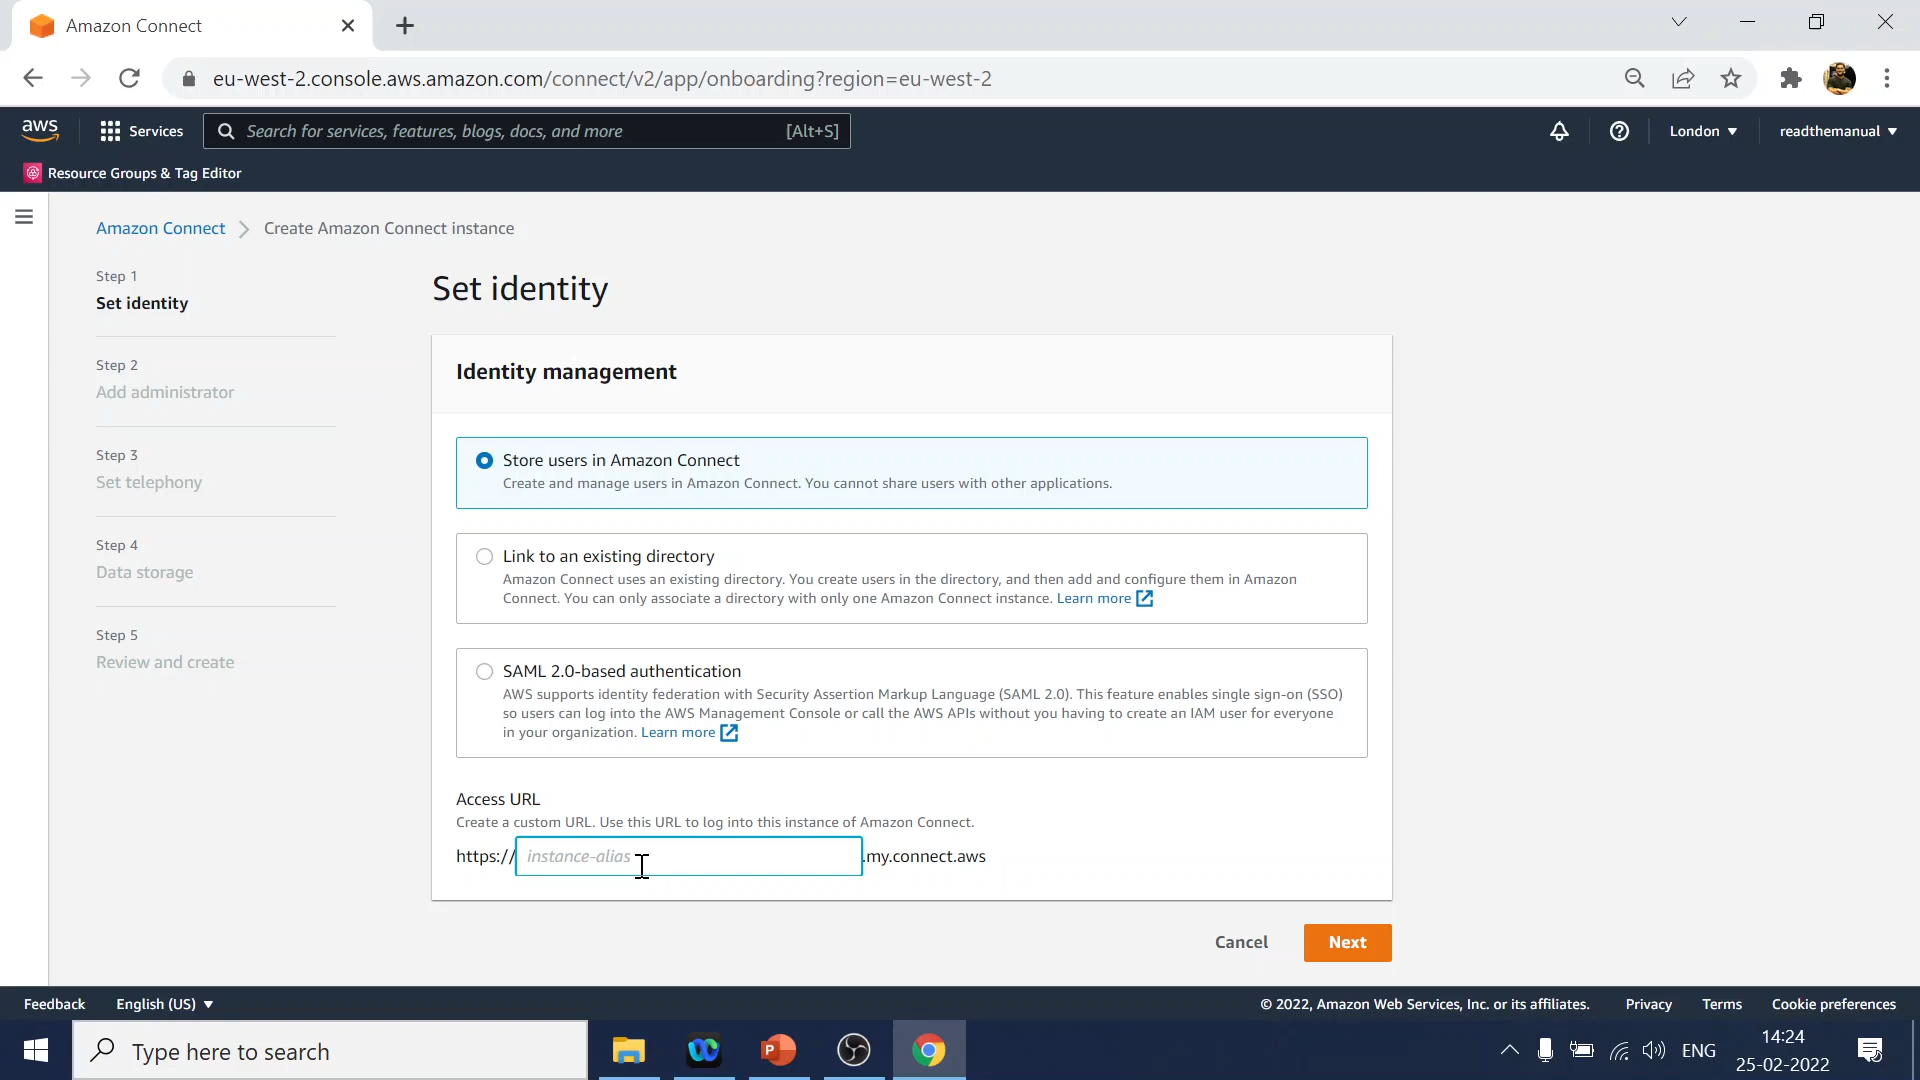 Amazon Connect
eu-west-2.console.aws.amazon.com/connect/v2/app/onboarding?region=eu-west-2
aws
Services
Search for services, features, blogs, docs, and more
[Alt+S]
London
readthemanual
Resource Groups & Tag Editor
Amazon Connect
Create Amazon Connect instance
Step 1
Set identity
Step 2
Add administrator
Step 3
Set telephony
Step 4
Data storage
Step 5
Review and create
Set identity
Identity management
Store users in Amazon Connect
Create and manage users in Amazon Connect. You cannot share users with other applications.
Link to an existing directory
Amazon Connect uses an existing directory. You create users in the directory, and then add and configure them in Amazon
Connect. You can only associate a directory with only one Amazon Connect instance. Learn more
SAML 2.0-based authentication
AWS supports identity federation with Security Assertion Markup Language (SAML 2.0). This feature enables single sign-on (SSO)
so users can log into the AWS Management Console or call the AWS APIs without you having to create an IAM user for everyone
in your organization. Learn more
Access URL
Create a custom URL. Use this URL to log into this instance of Amazon Connect.
https:// instance-alias .my.connect.aws
Cancel
Next
Feedback
English (US)
© 2022, Amazon Web Services, Inc. or its affiliates.
Privacy
Terms
Cookie preferences
Type here to search
P
ENG
14:24
25-02-2022